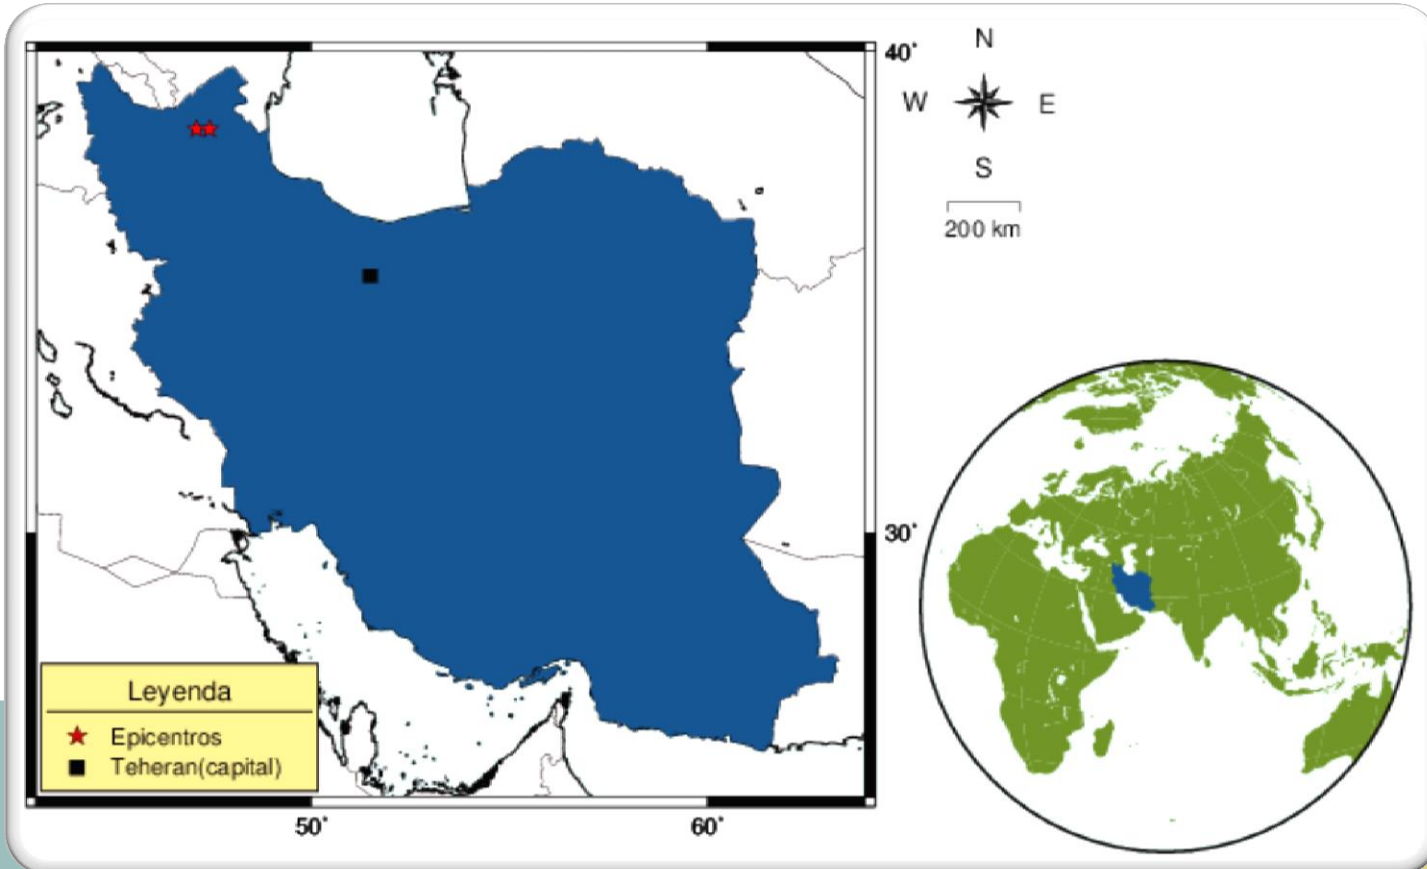 N
40°
W E
S
200 km
30°
Leyenda
Epicentros
Teheran(capital)
50° 60°